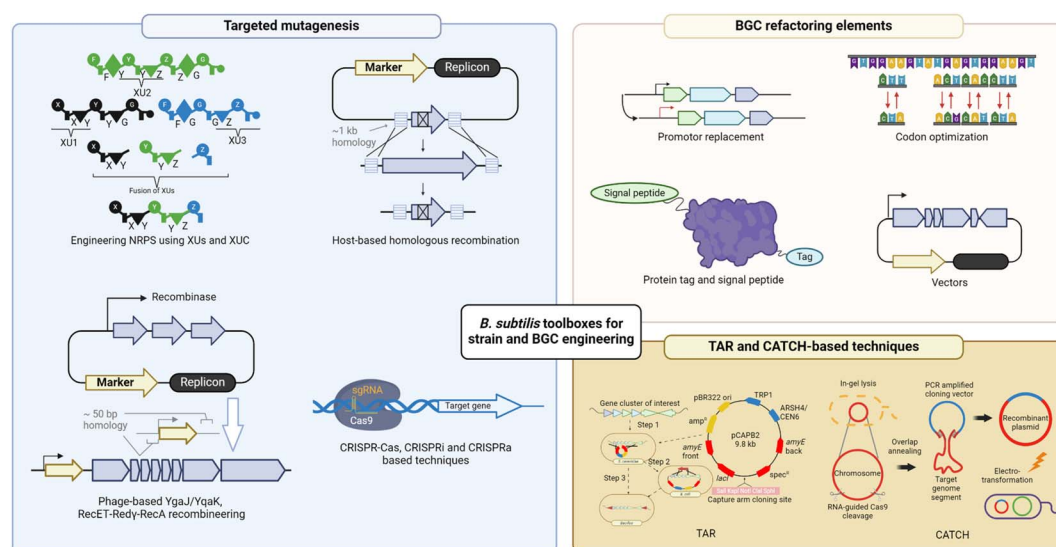 Targeted mutagenesis
F
Y
Z
G
F
Y
Y
Z
Z
G
XU2
X
Y
G
F
G
Z
X
Y
Y
G
F
G
G
Z
XU1
XU3
X
Y
Z
X
Y
Y
Z
Fusion of XUs
X
Y
Z
X
Y
Y
Z
Engineering NRPS using XUs and XUC
Marker
Replicon
~1 kb
homology
Host-based homologous recombination
Recombinase
Marker
Replicon
~ 50 bp
homology
Phage-based YgaJ/YqaK,
RecET-Redγ-RecA recombineering
sgRNA
Cas9
Target gene
CRISPR-Cas, CRISPRi and CRISPRa
based techniques
B. subtilis toolboxes for
strain and BGC engineering
BGC refactoring elements
Promotor replacement
Codon optimization
Signal peptide
Tag
Protein tag and signal peptide
Vectors
TAR and CATCH-based techniques
Gene cluster of interest
Step 1
Step 2
Step 3
pBR322 ori
TRP1
ARSH4/
CEN6
ampᴿ
pCAPB2
9.8 kb
amyE
front
amyE
back
lacI
specᴿ
Capture arm cloning site
TAR
In-gel lysis
Chromosome
RNA-guided Cas9
cleavage
Overlap
annealing
PCR amplified
cloning vector
Target
genome
segment
Recombinant
plasmid
Electro-
transformation
CATCH